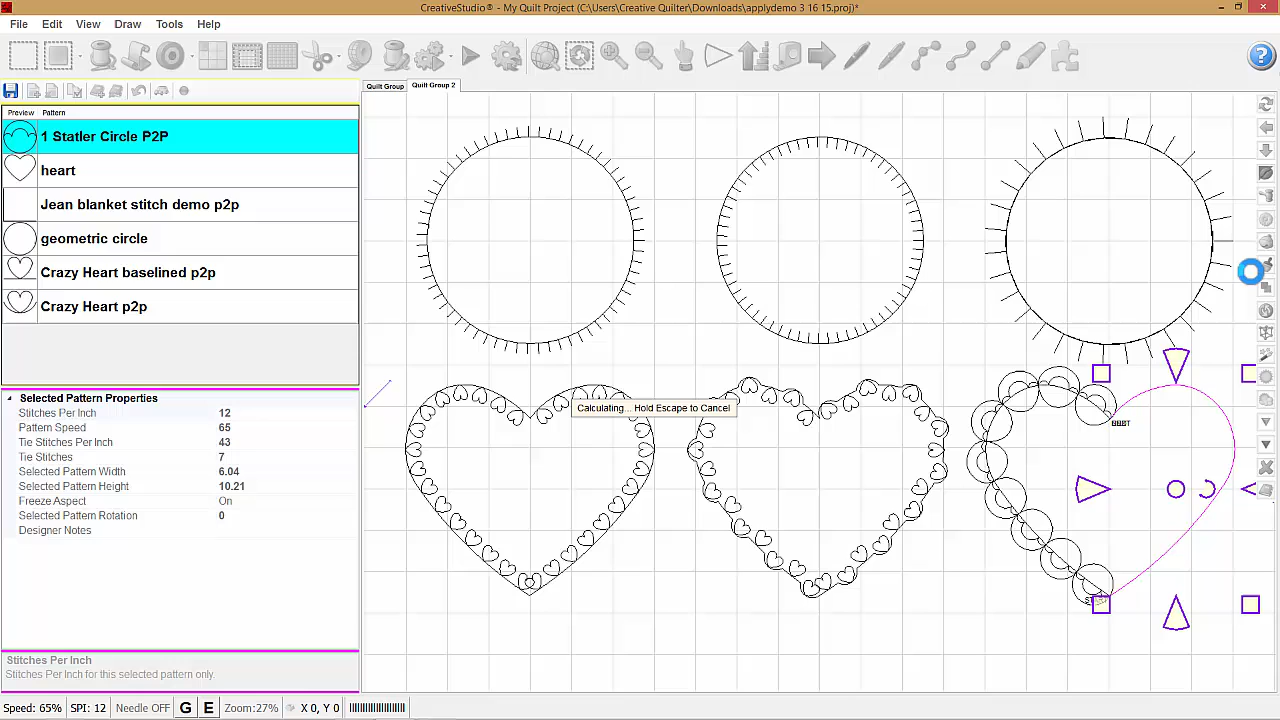 CreativeStudio® - My Quilt Project (C:\Users\Creative Quilter\Downloads\applydemo 3 16 15.proj)*
File Edit View Draw Tools Help
Quilt Group Quilt Group 2
Preview Pattern
1 Statler Circle P2P
heart
Jean blanket stitch demo p2p
geometric circle
Crazy Heart baselined p2p
Crazy Heart p2p
Calculating... Hold Escape to Cancel
Selected Pattern Properties
Stitches Per Inch 12
Pattern Speed 65
Tie Stitches Per Inch 43
Tie Stitches 7
Selected Pattern Width 6.04
Selected Pattern Height 10.21
Freeze Aspect On
Selected Pattern Rotation 0
Designer Notes
Stitches Per Inch
Stitches Per Inch for this selected pattern only.
Speed: 65% SPI: 12 Needle OFF G E Zoom:27% X 0, Y 0